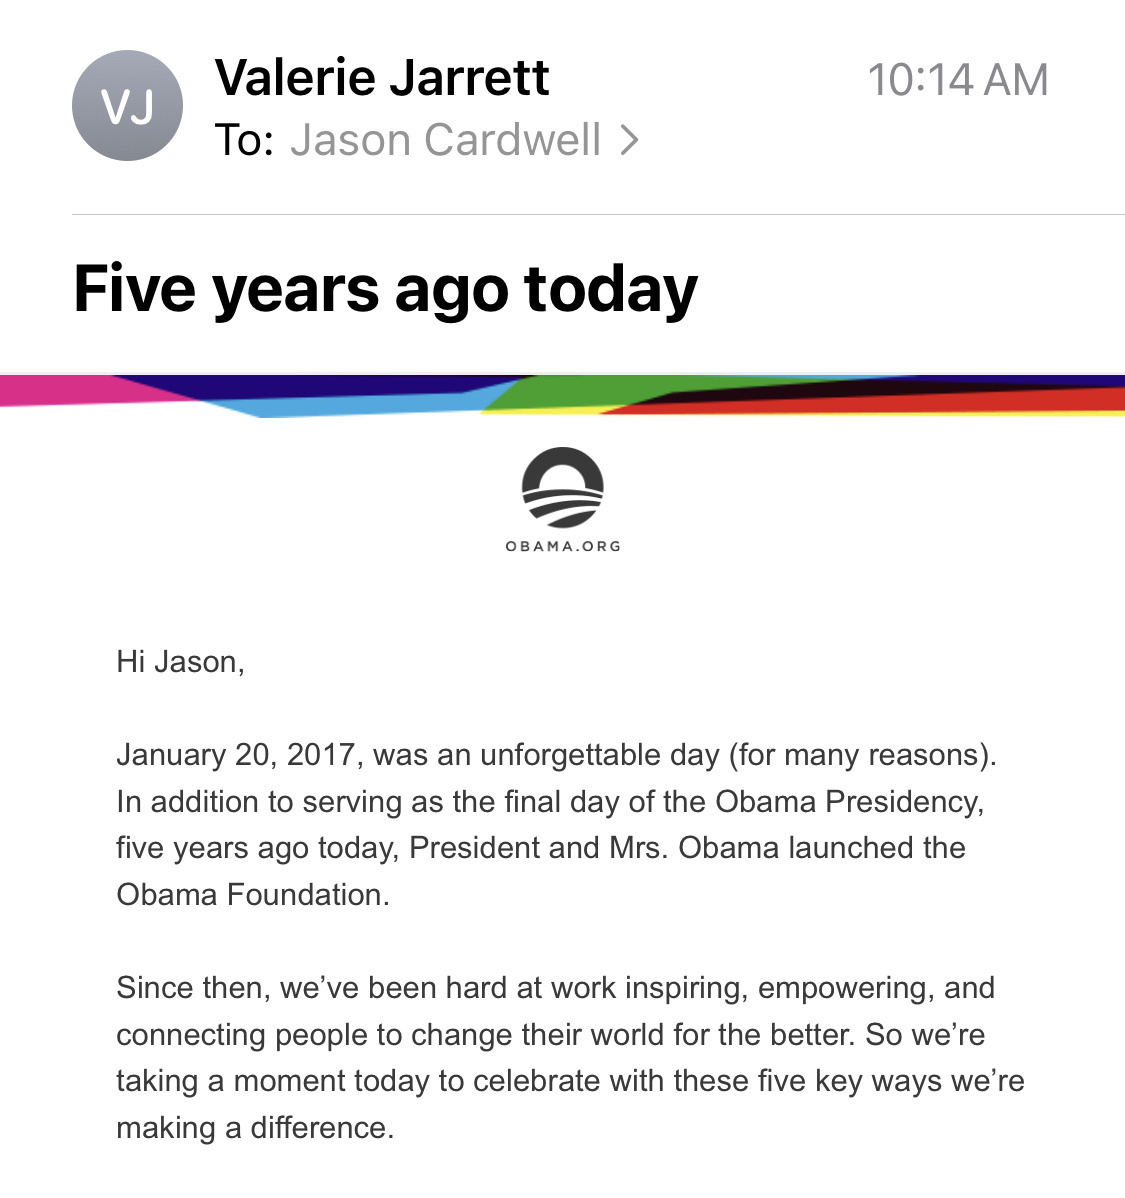 VJ
Valerie Jarrett
10:14 AM
To: Jason Cardwell >
Five years ago today
OBAMA.ORG
Hi Jason,
January 20, 2017, was an unforgettable day (for many reasons).
In addition to serving as the final day of the Obama Presidency,
five years ago today, President and Mrs. Obama launched the
Obama Foundation.
Since then, we’ve been hard at work inspiring, empowering, and
connecting people to change their world for the better. So we’re
taking a moment today to celebrate with these five key ways we’re
making a difference.